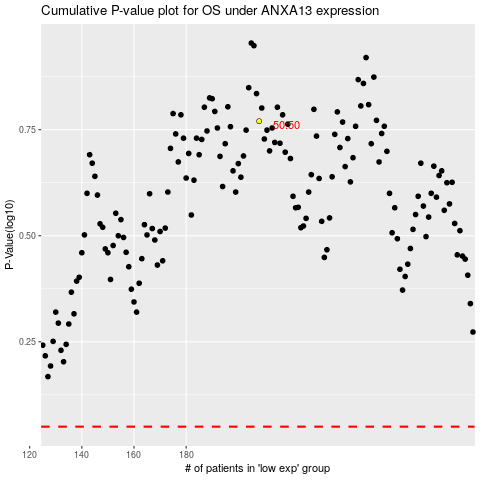 Cumulative P-value plot for OS under ANXA13 expression
P-Value(log10)
0.75
0.50
0.25
50:50
120
140
160
180
# of patients in 'low exp' group